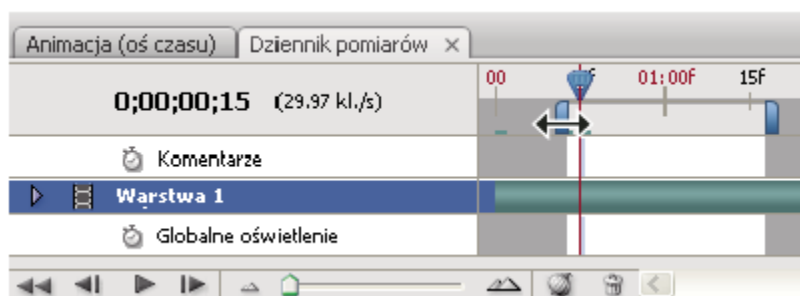 Animacja (oś czasu) Dziennik pomiarów
00 f 01:00f 15f
0;00;00;15 (29.97 kl./s)
Komentarze
Warstwa 1
Globalne oświetlenie